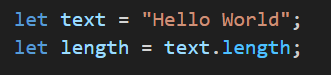 let text = "Hello World";
let length = text.length;